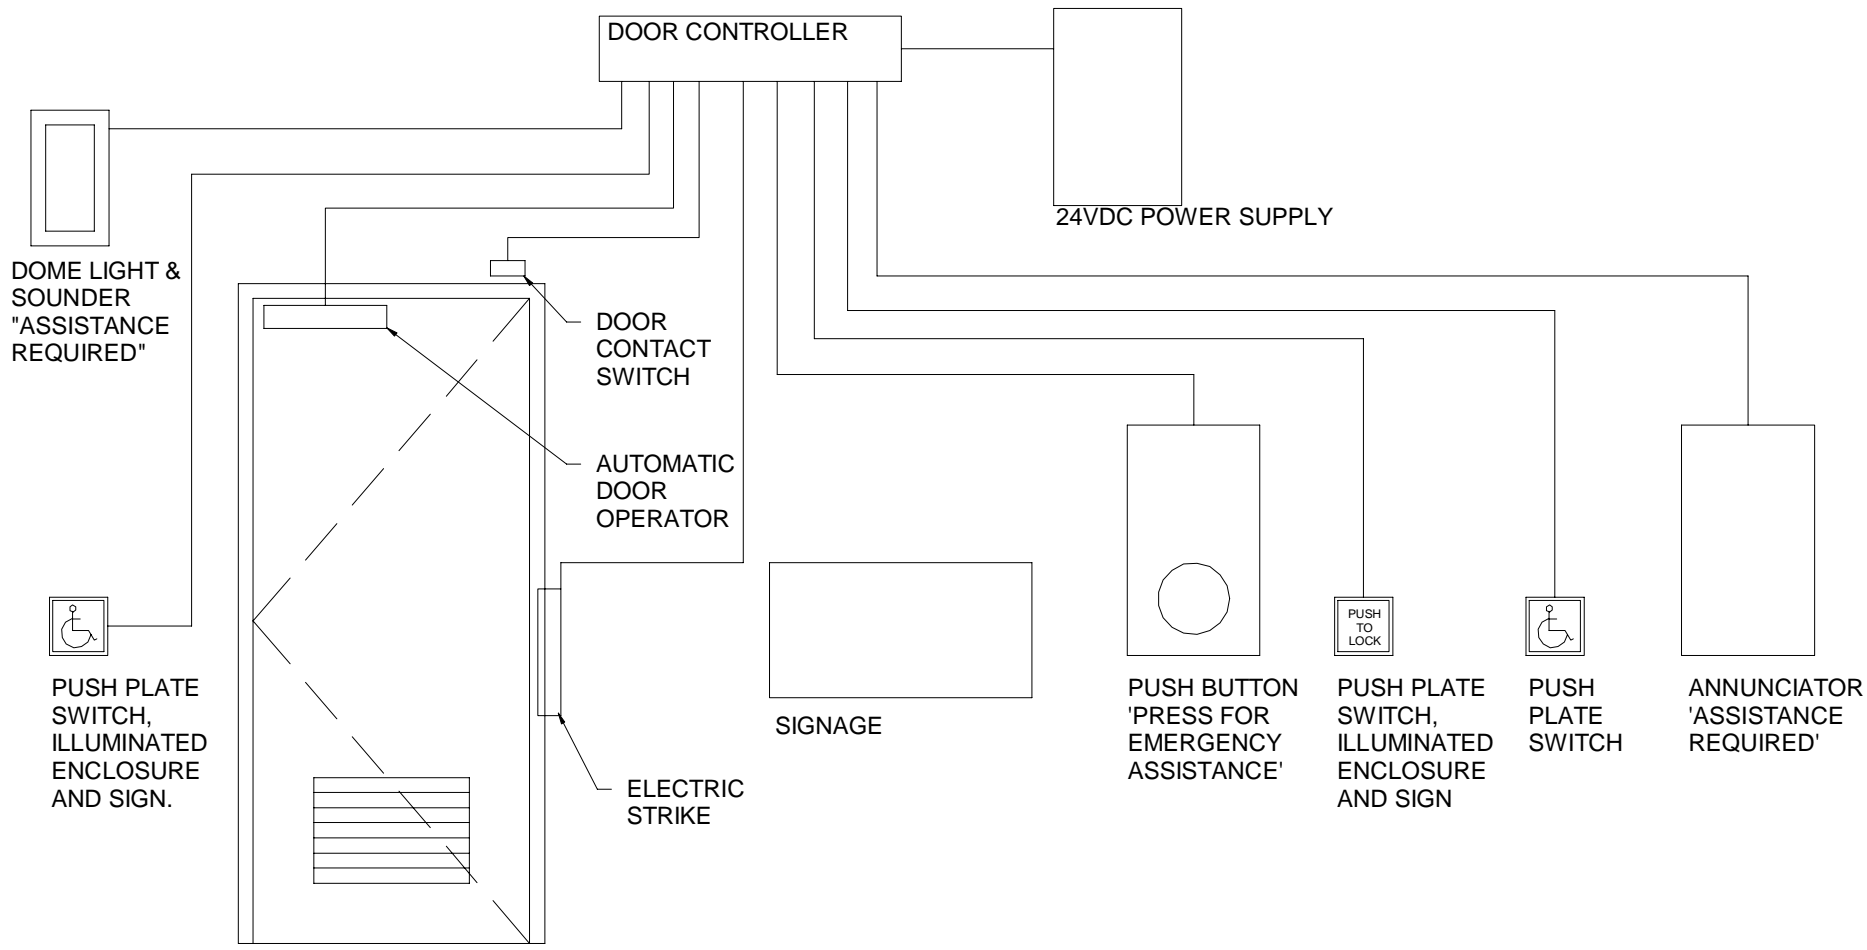 DOOR CONTROLLER
24VDC POWER SUPPLY
DOME LIGHT &
SOUNDER
"ASSISTANCE
REQUIRED"
DOOR
CONTACT
SWITCH
AUTOMATIC
DOOR
OPERATOR
PUSH PLATE
SWITCH,
ILLUMINATED
ENCLOSURE
AND SIGN.
ELECTRIC
STRIKE
SIGNAGE
PUSH BUTTON
'PRESS FOR
EMERGENCY
ASSISTANCE'
PUSH
TO
LOCK
PUSH PLATE
SWITCH,
ILLUMINATED
ENCLOSURE
AND SIGN
PUSH
PLATE
SWITCH
ANNUNCIATOR
'ASSISTANCE
REQUIRED'